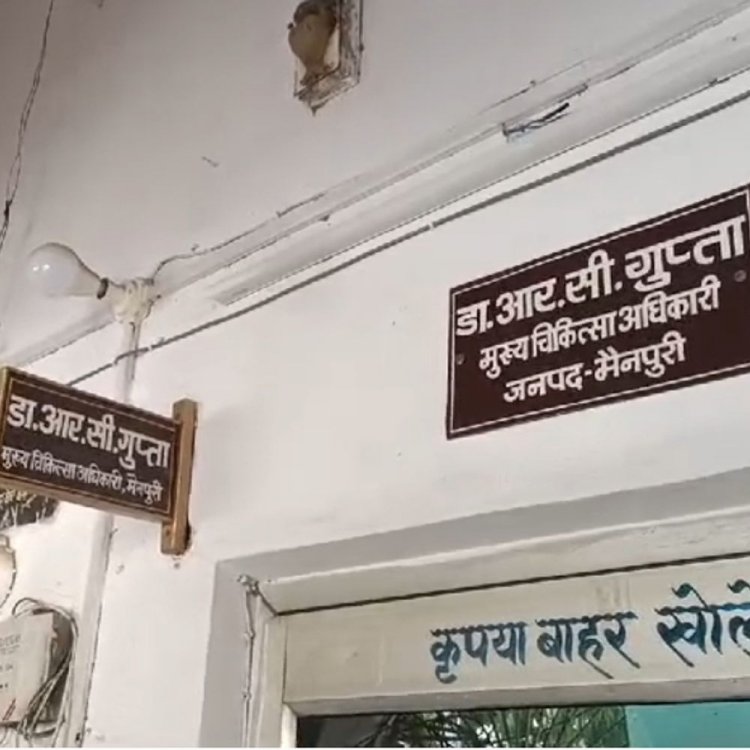 डा.आर.सी.गुप्ता
मुख्य चिकित्सा अधिकारी
जनपद-मैनपुरी
डा.आर.सी.गुप्ता
मुख्य चिकित्सा अधिकारी, मैनपुरी
कृपया बाहर